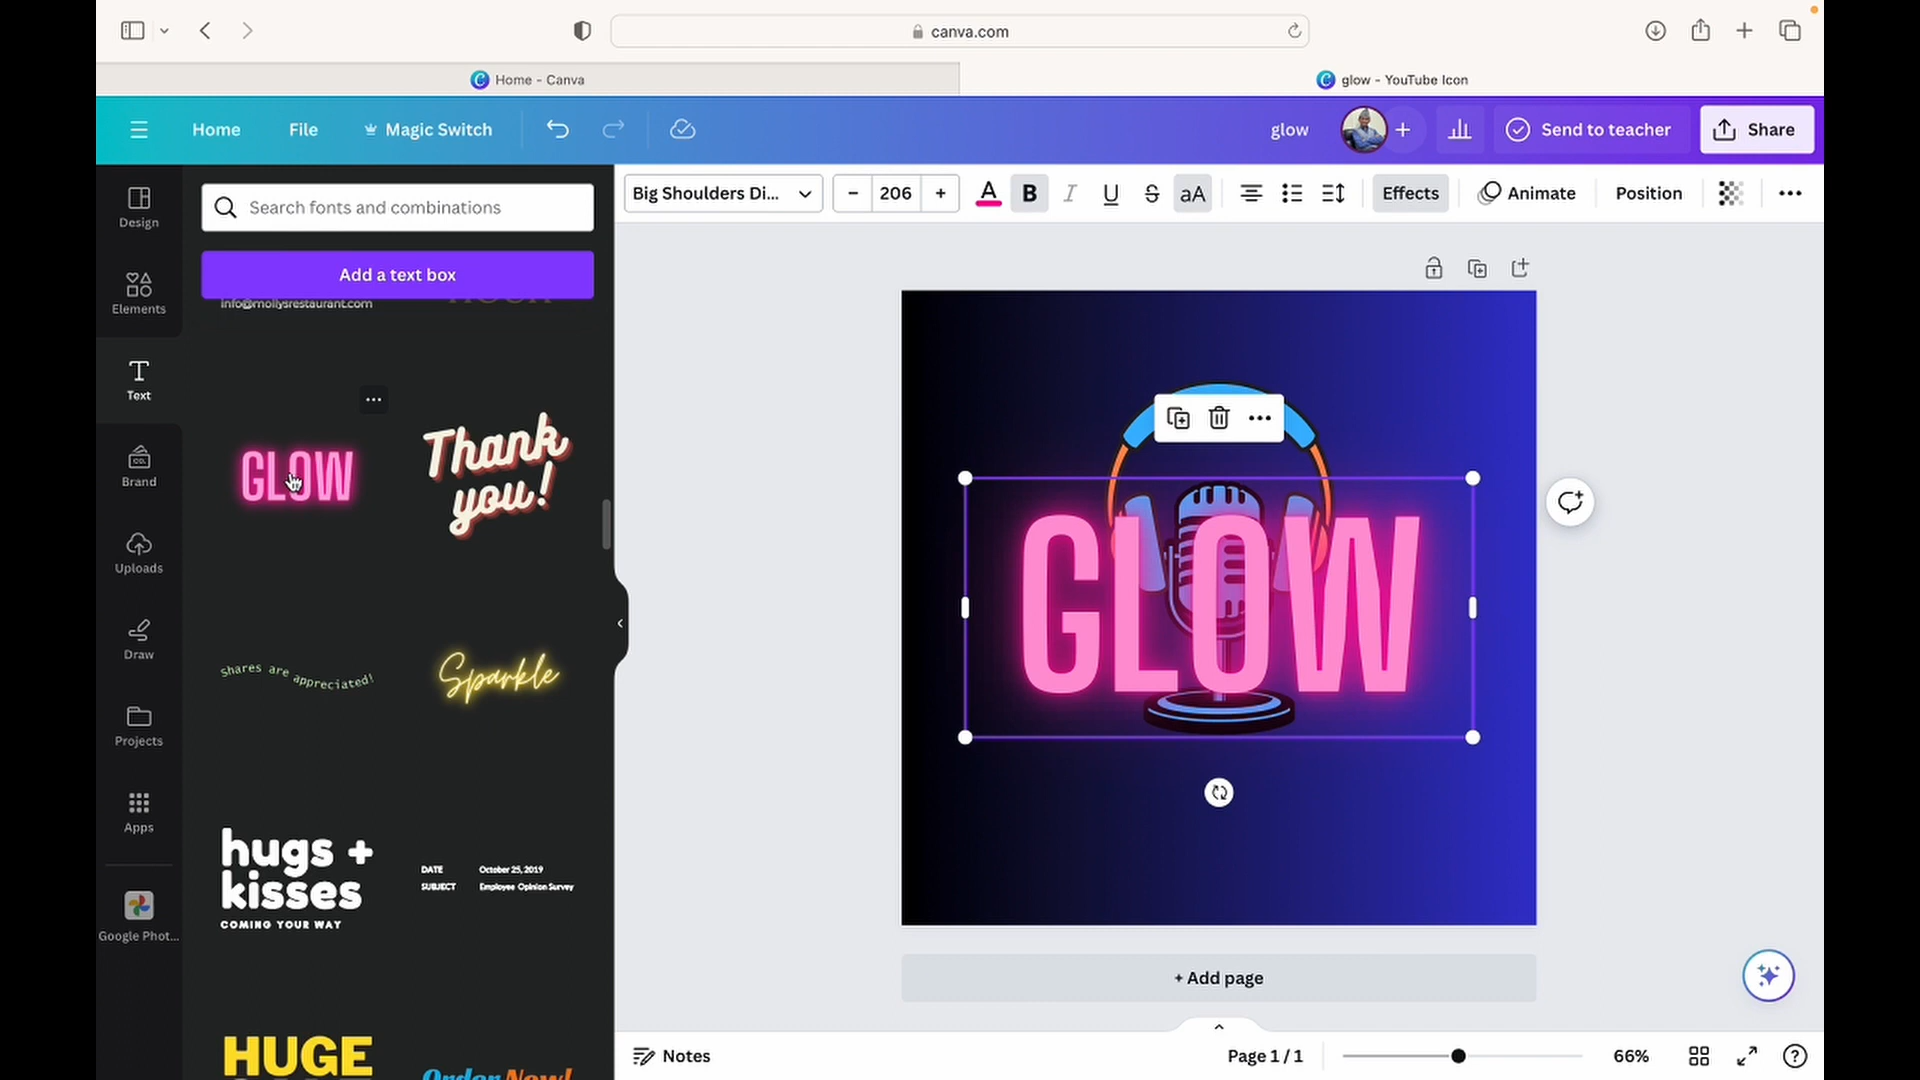 canva.com
Home - Canva
glow - YouTube Icon
Home
File
Magic Switch
glow
Send to teacher
Share
Design
Elements
Text
Brand
Uploads
Draw
Projects
Apps
Google Phot...
Search fonts and combinations
Add a text box
info@mollysrestaurant.com
GLOW
Thank
you!
Shares are appreciated!
Sparkle
hugs +
kisses
COMING YOUR WAY
DATE October 25, 2019
SUBJECT Employee Opinion Survey
HUGE
Order Now!
Big Shoulders Di...
206
A
B
I
U
S
aA
Effects
Animate
Position
GLOW
+ Add page
Notes
Page 1 / 1
66%